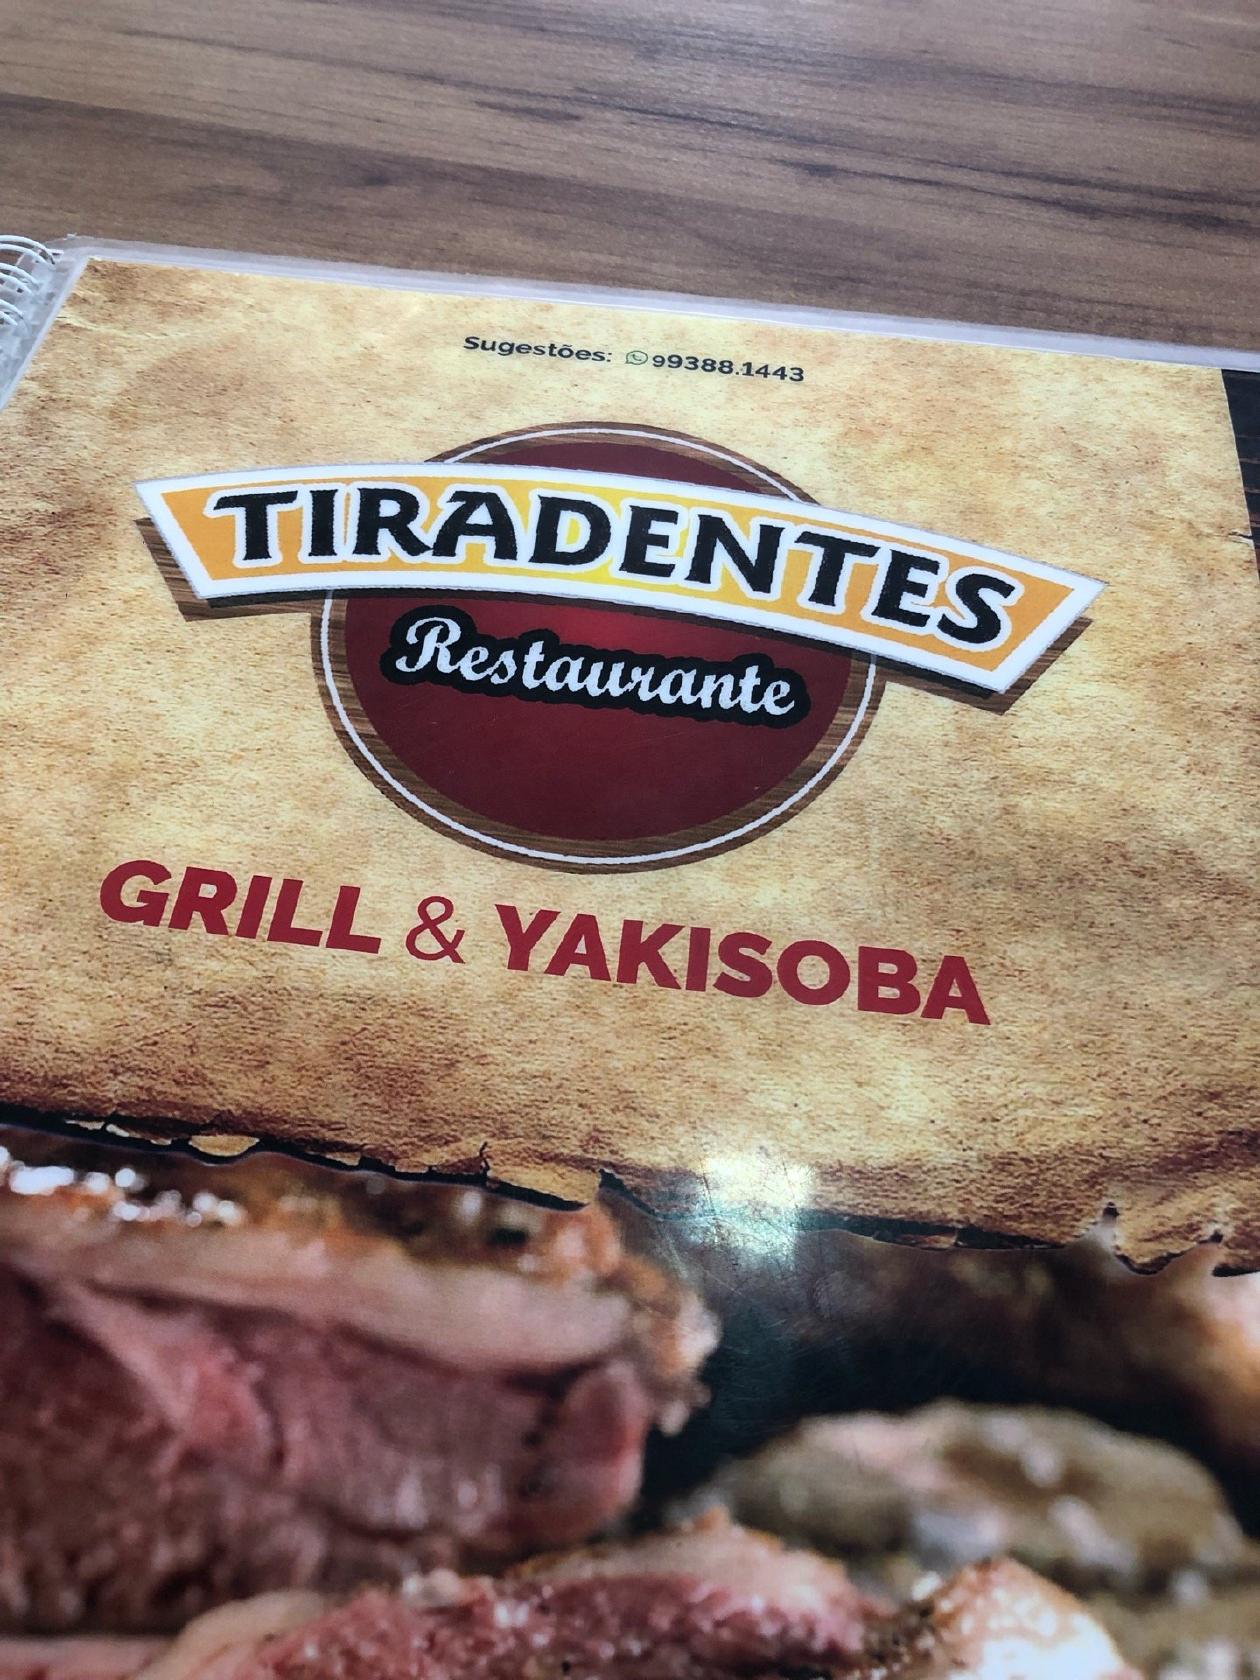 Sugestões: 99388.1443
TIRADENTES
Restaurante
GRILL & YAKISOBA